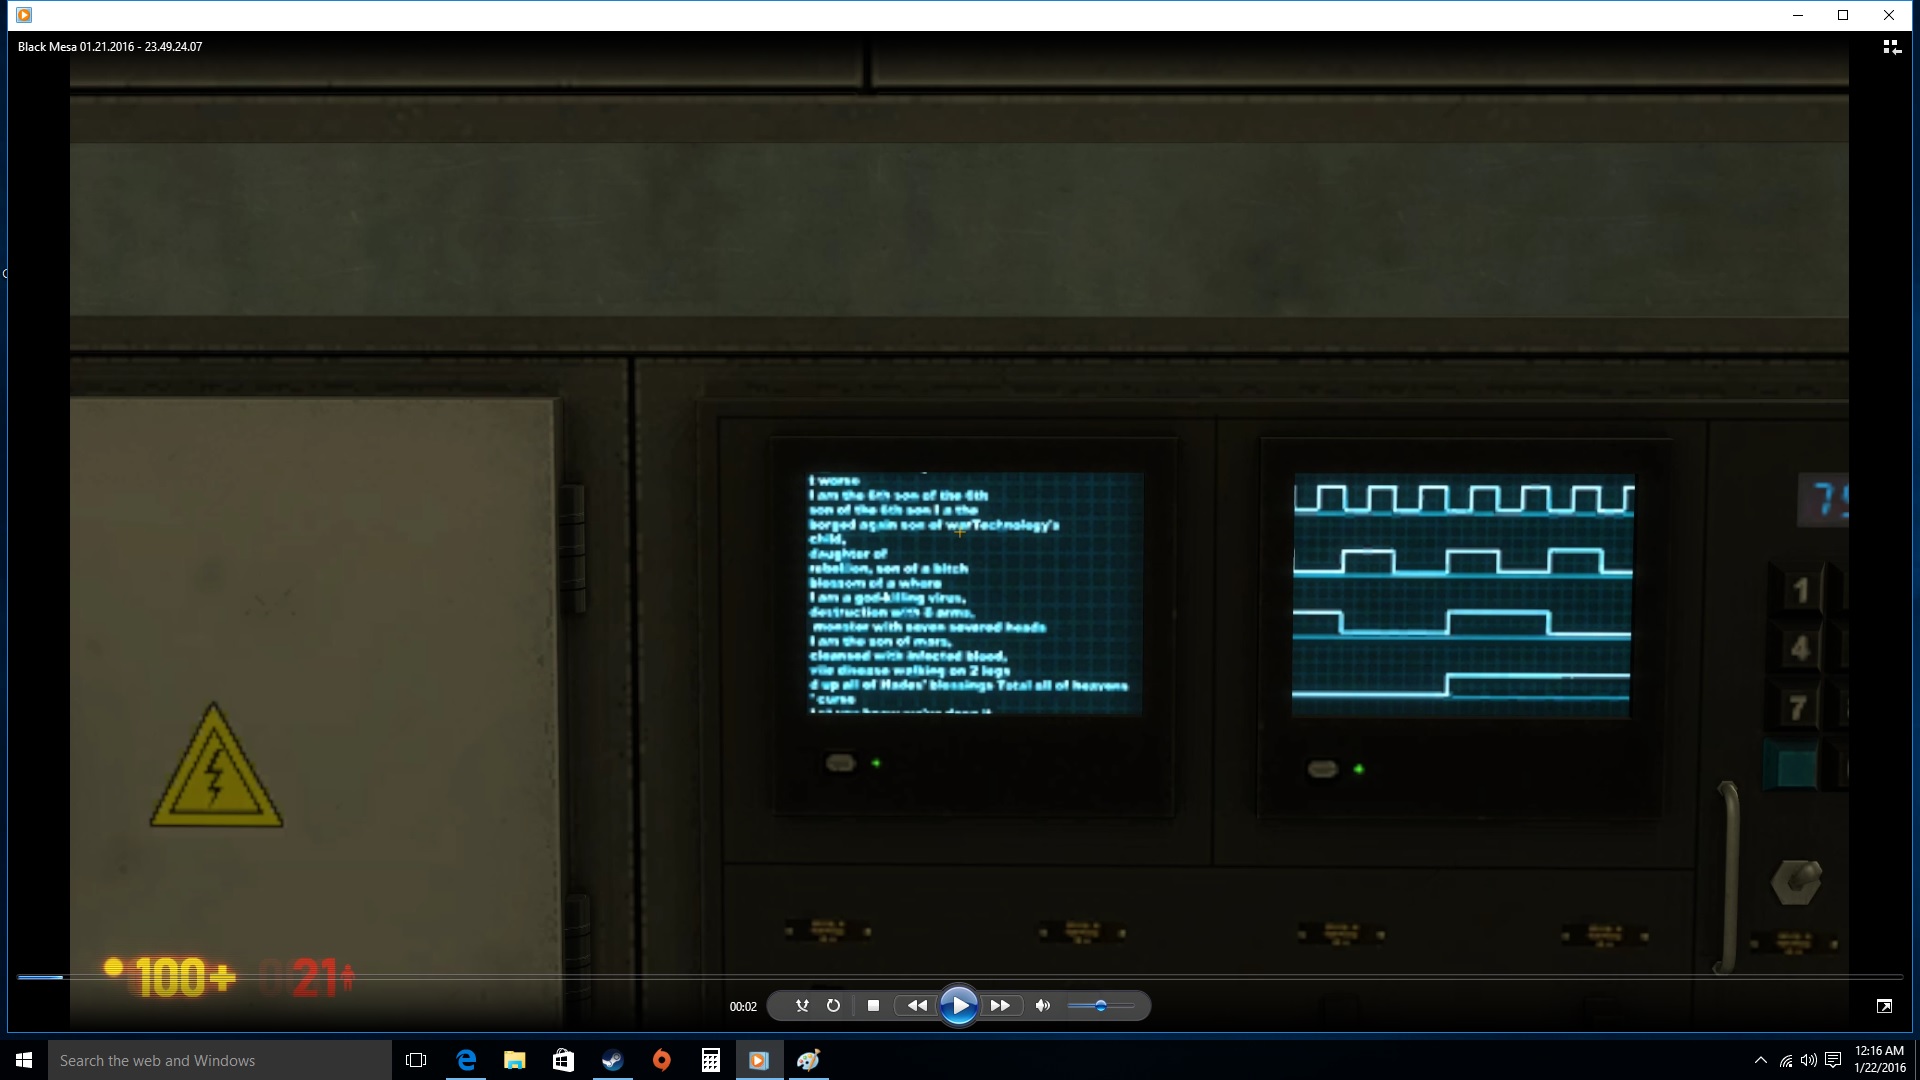 Black Mesa 01.21.2016 - 23.49.24.07
t worse
I am the 6th son of the 6th
son of the 6th son I a the
borged again son of warTechnology's
child,
daughter of
rebellion, son of a bitch
blossom of a whore
I am a god-killing virus,
destruction with 8 arms,
monster with seven severed heads
I am the son of mars,
cleansed with infected blood,
vile disease walking on 2 legs
d up all of Hades' blessings Total all of heavens
' curse
75
1
4
7
100+
21
00:02
Search the web and Windows
12:16 AM
1/22/2016